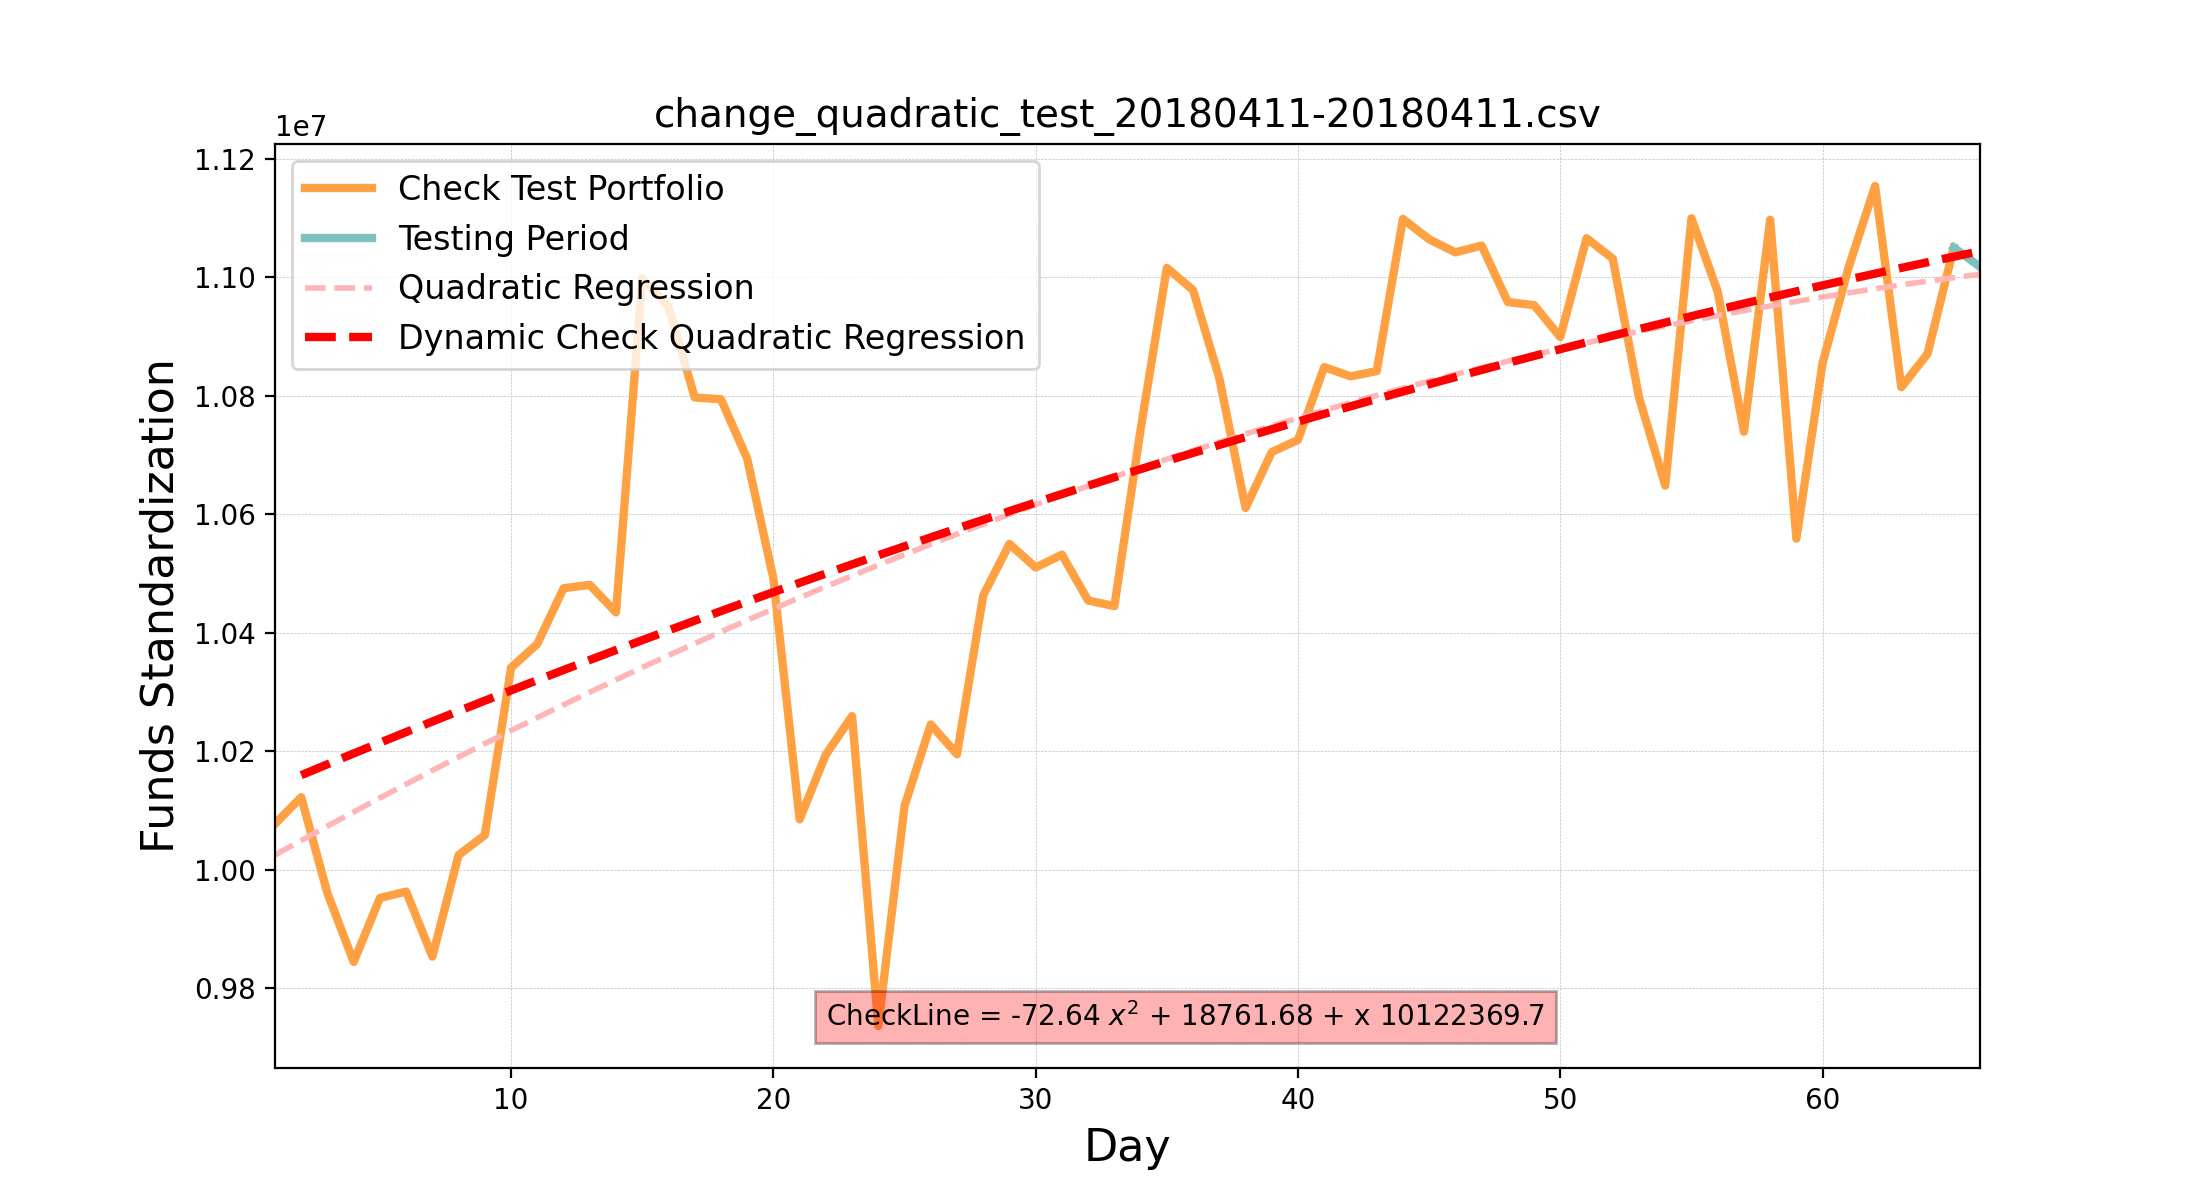 change_quadratic_test_20180411-20180411.csv
1e7
1.12
1.10
1.08
1.06
1.04
1.02
1.00
0.98
Funds Standardization
Check Test Portfolio
Testing Period
Quadratic Regression
Dynamic Check Quadratic Regression
CheckLine = -72.64 x² + 18761.68 + x 10122369.7
10 20 30 40 50 60
Day